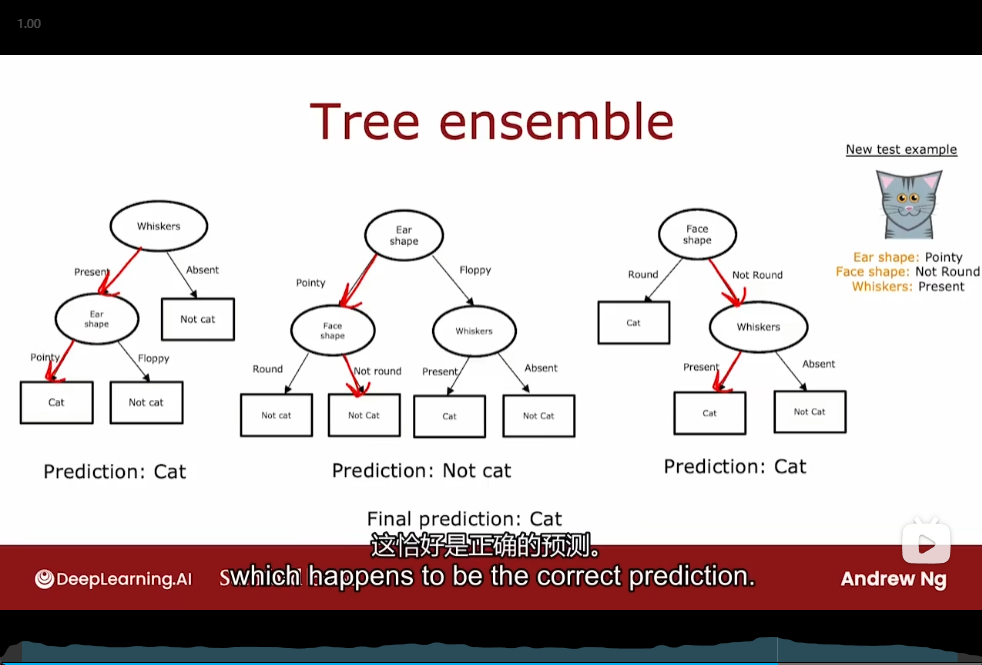 1.00
Tree ensemble
New test example
Ear shape: Pointy
Face shape: Not Round
Whiskers: Present
Whiskers
Present
Absent
Ear
shape
Not cat
Pointy
Floppy
Cat
Not cat
Prediction: Cat
Ear
shape
Pointy
Floppy
Face
shape
Whiskers
Round
Not round
Present
Absent
Not cat
Not Cat
Cat
Not Cat
Prediction: Not cat
Face
shape
Round
Not Round
Cat
Whiskers
Present
Absent
Cat
Not Cat
Prediction: Cat
Final prediction: Cat
这恰好是正确的预测。
which happens to be the correct prediction.
DeepLearning.AI
Andrew Ng